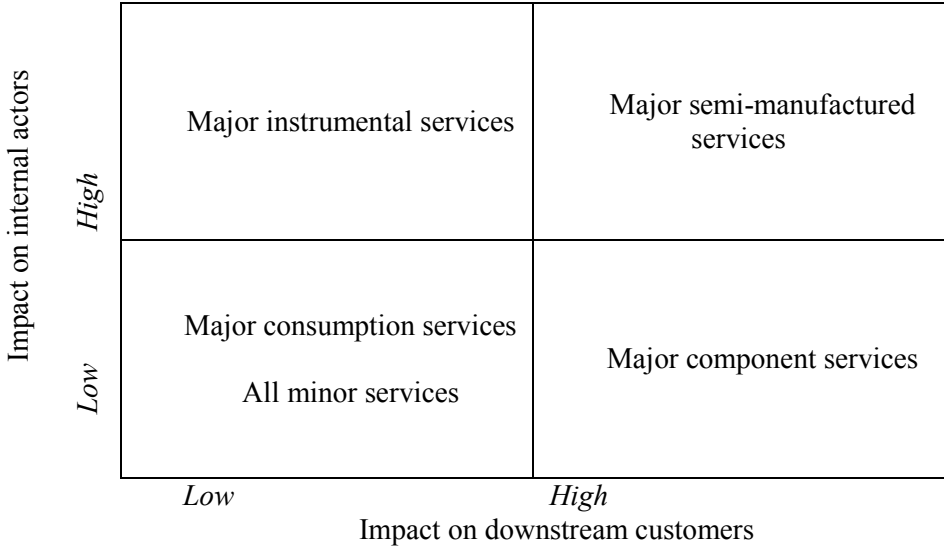 Impact on internal actors
High
Low
Major instrumental services
Major semi-manufactured
services
Major consumption services
All minor services
Major component services
Low
High
Impact on downstream customers